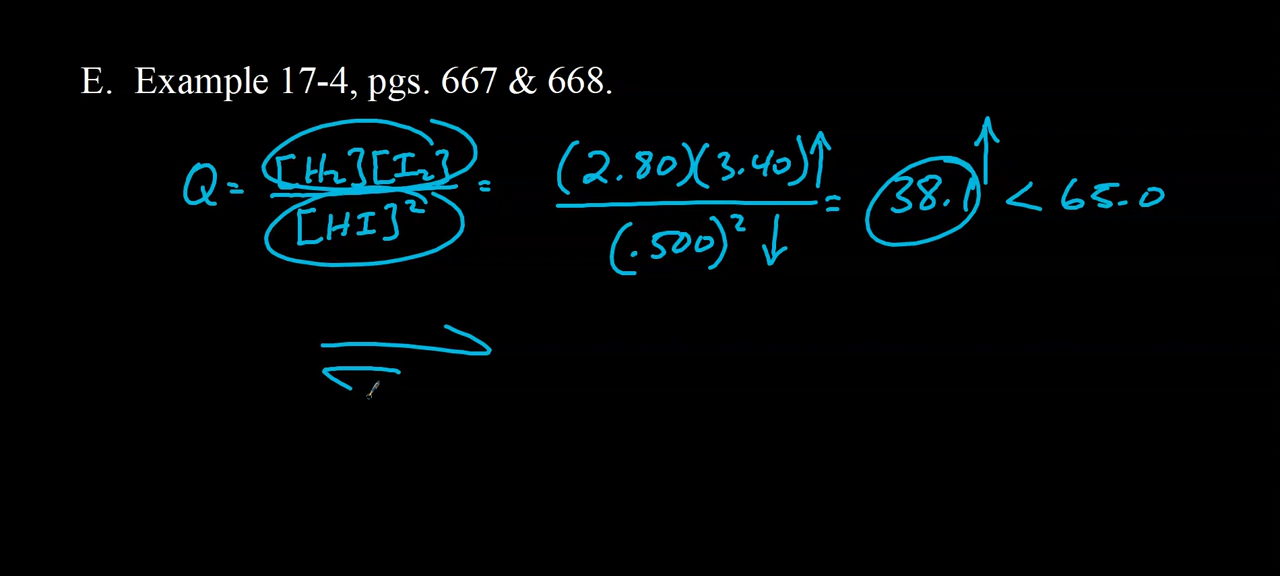 E. Example 17-4, pgs. 667 & 668.
Q = [H₂][I₂] / [HI]² = (2.80)(3.40)↑ / (.500)²↓ = 38.1↑ < 65.0